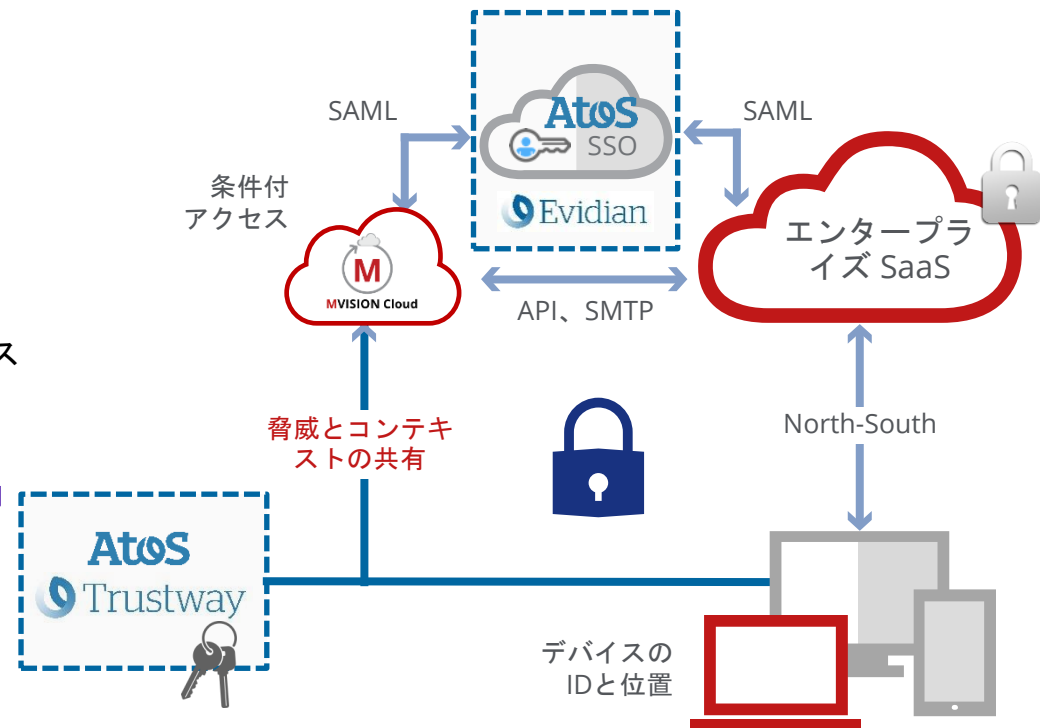 SAML
Atos
SSO
Evidian
SAML
条件付
アクセス
M
MVISION Cloud
エンタープラ
イズ SaaS
API、SMTP
ス
脅威とコンテキ
ストの共有
North-South
Atos
Trustway
デバイスの
IDと位置